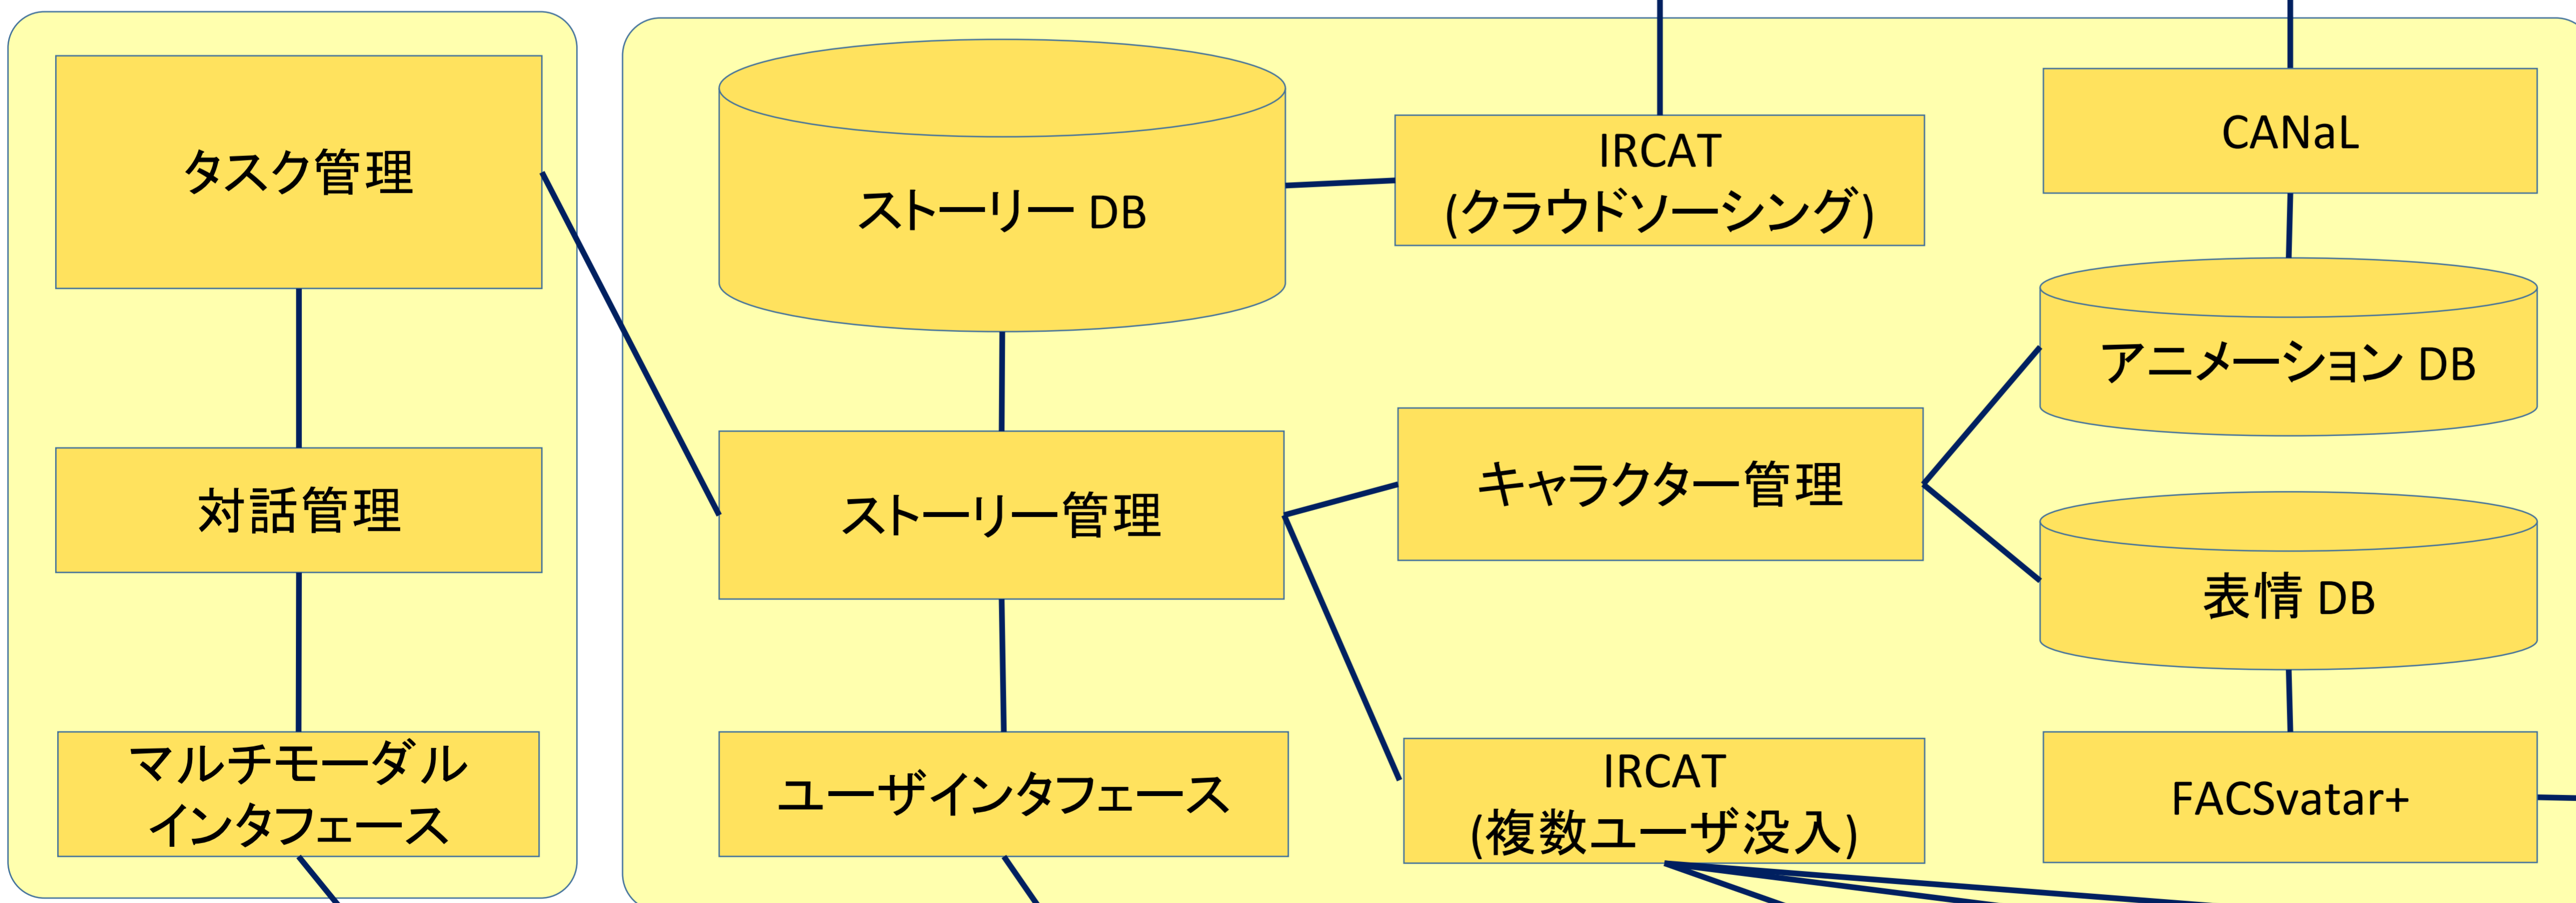 タスク管理
対話管理
マルチモーダル
インタフェース
ストーリー DB
ストーリー管理
ユーザインタフェース
IRCAT
(クラウドソーシング)
キャラクター管理
IRCAT
(複数ユーザ没入)
CANaL
アニメーション DB
表情 DB
FACSvatar+